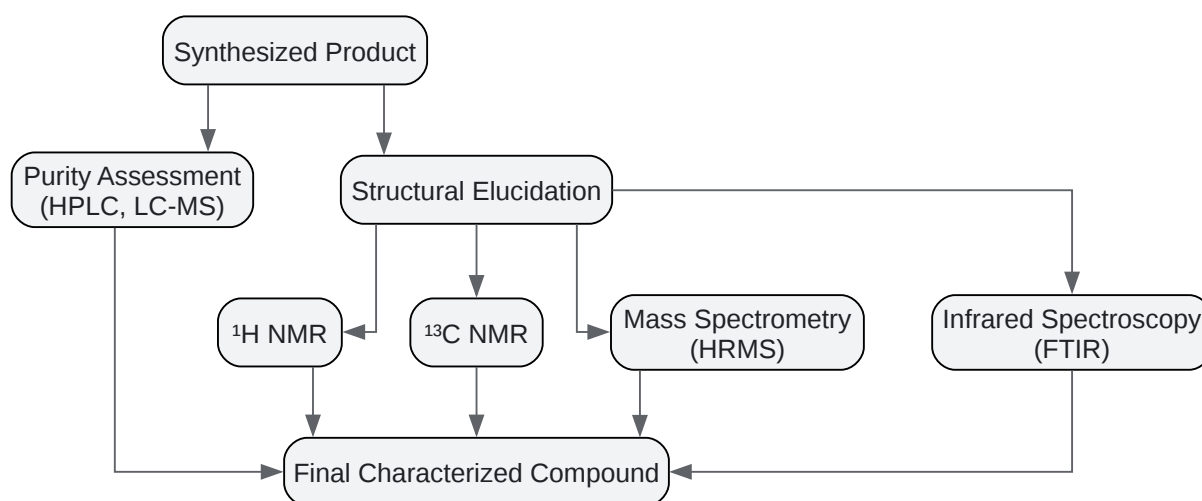 Synthesized Product
Purity Assessment
(HPLC, LC-MS)
Structural Elucidation
¹H NMR
¹³C NMR
Mass Spectrometry
(HRMS)
Infrared Spectroscopy
(FTIR)
Final Characterized Compound